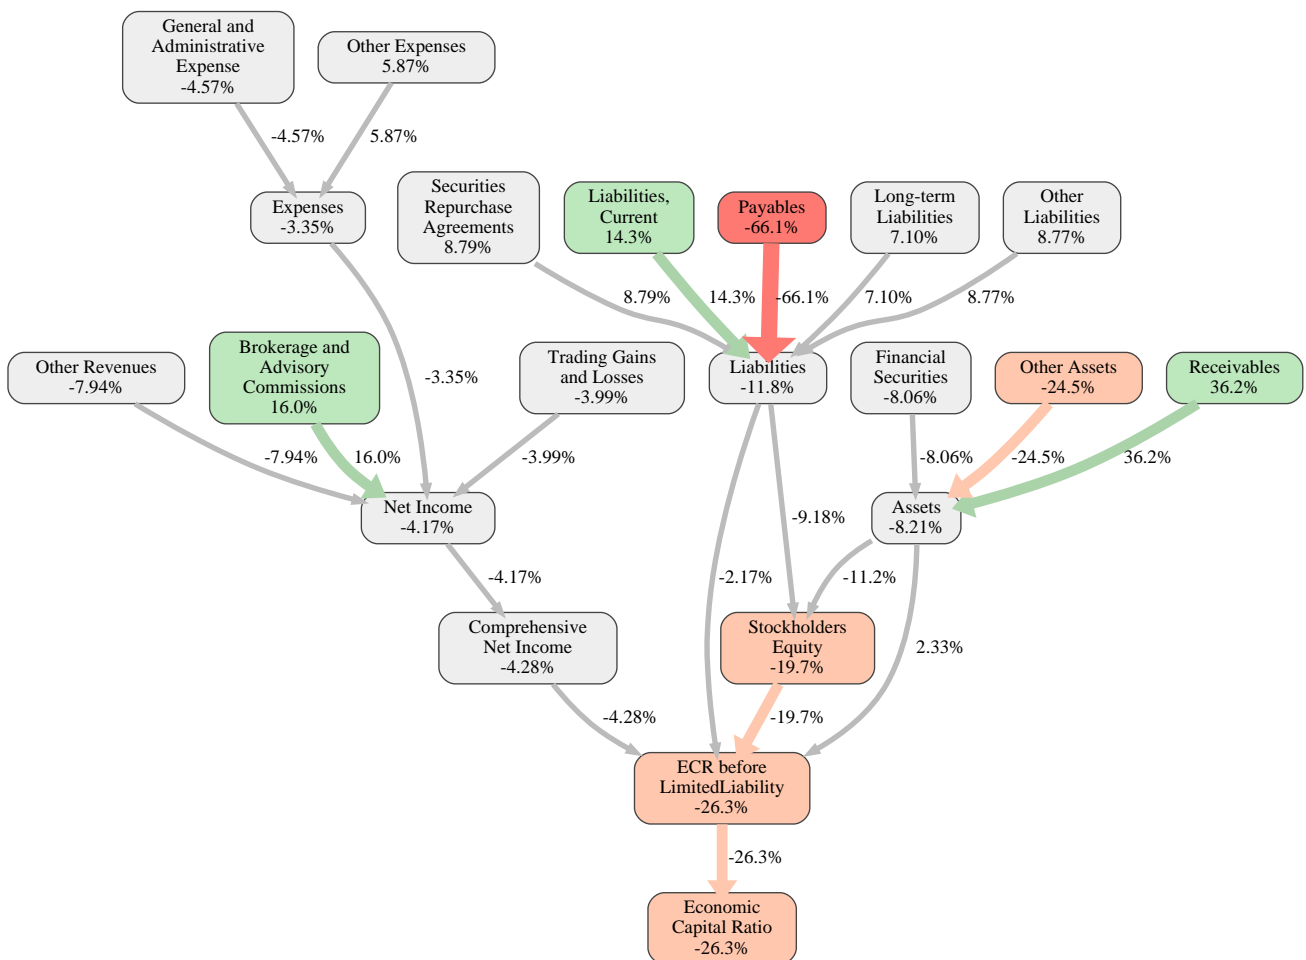 General and
Administrative
Expense
-4.57%
Other Expenses
5.87%
-4.57%
5.87%
Expenses
-3.35%
Securities
Repurchase
Agreements
8.79%
Liabilities,
Current
14.3%
Payables
-66.1%
Long-term
Liabilities
7.10%
Other
Liabilities
8.77%
8.79%
14.3%
-66.1%
7.10%
8.77%
Other Revenues
-7.94%
Brokerage and
Advisory
Commissions
16.0%
-3.35%
Trading Gains
and Losses
-3.99%
Liabilities
-11.8%
Financial
Securities
-8.06%
Other Assets
-24.5%
Receivables
36.2%
-7.94%
16.0%
-3.99%
-8.06%
-24.5%
36.2%
Net Income
-4.17%
-9.18%
Assets
-8.21%
-4.17%
-2.17%
-11.2%
Comprehensive
Net Income
-4.28%
Stockholders
Equity
-19.7%
2.33%
-4.28%
-19.7%
ECR before
LimitedLiability
-26.3%
-26.3%
Economic
Capital Ratio
-26.3%